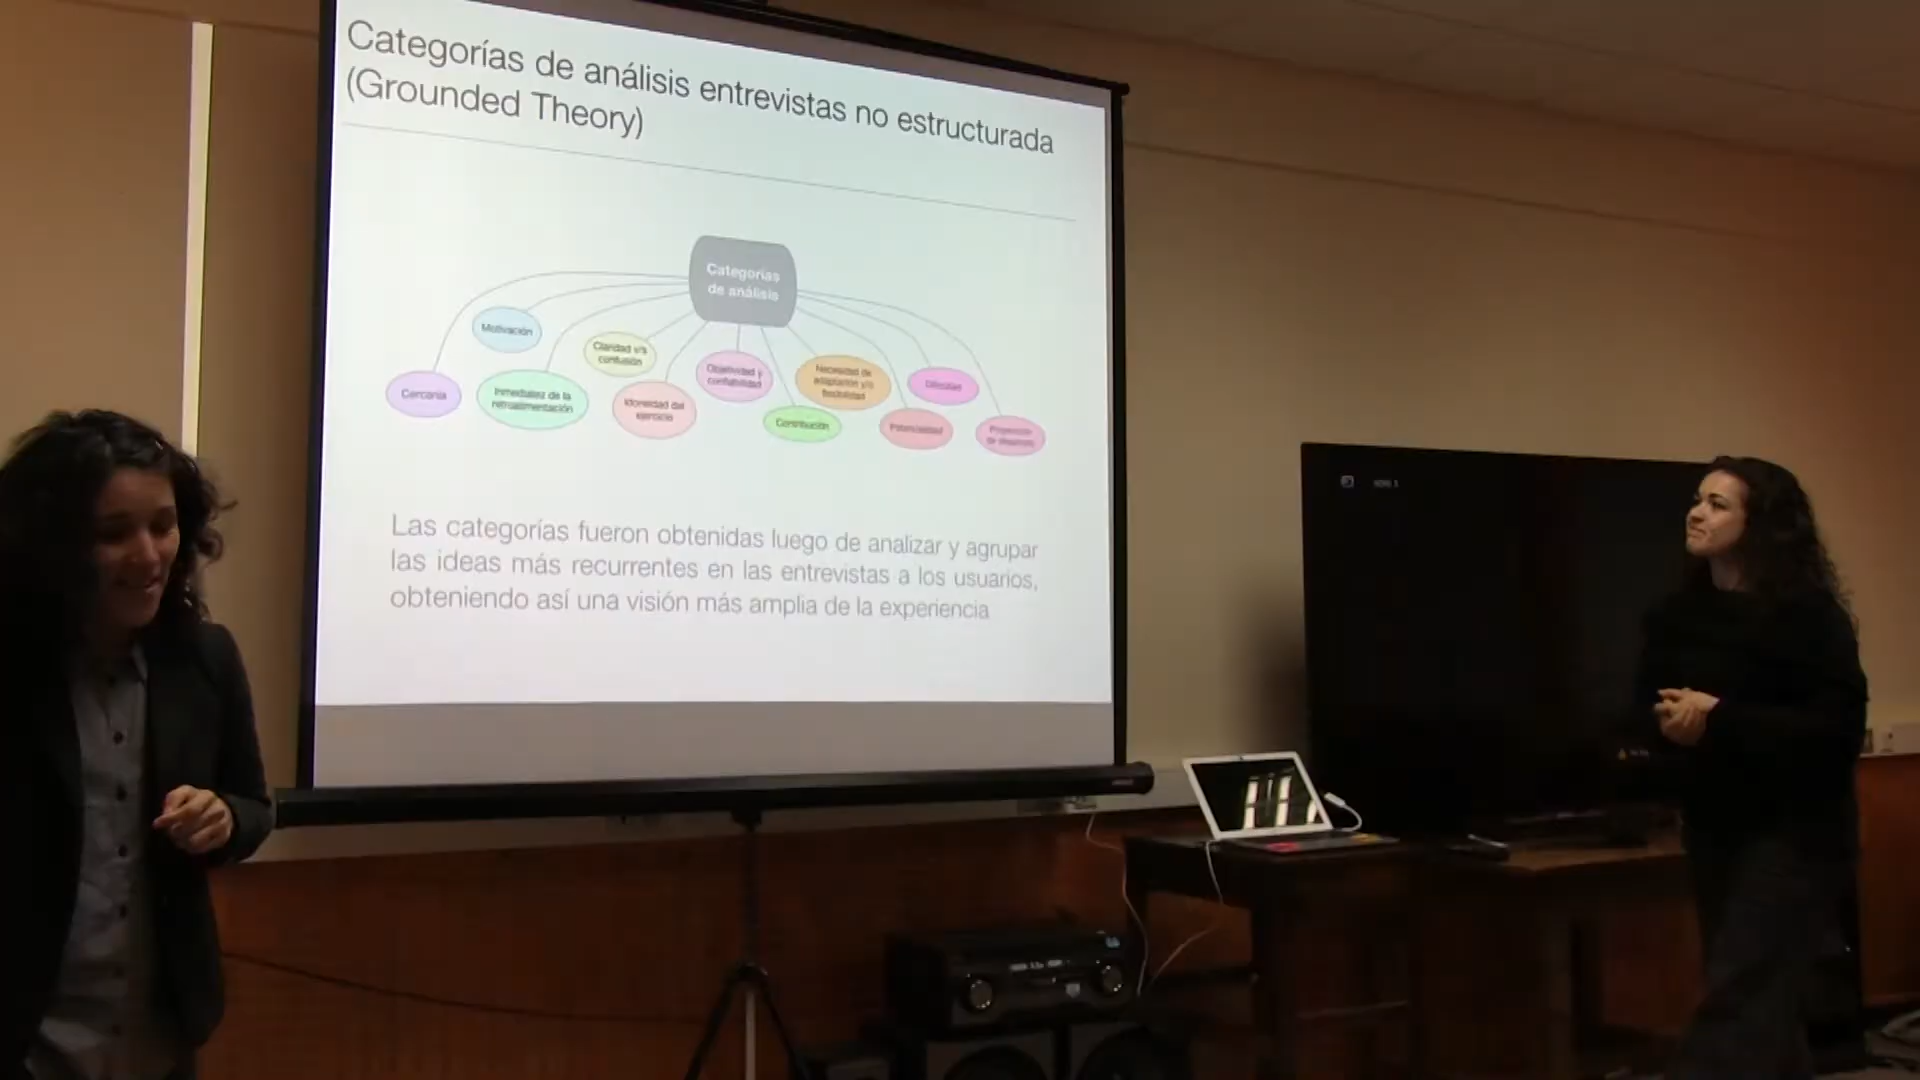 Categorías de análisis entrevistas no estructurada
(Grounded Theory)
Categorías
de análisis
Motivación
Claridad v/s
confusión
Objetividad y
confiabilidad
Necesidad de
adaptación y/o
flexibilidad
Cercanía
Inmediatez de la
retroalimentación
Idoneidad del
ejercicio
Contribución
Potencialidad
Las categorías fueron obtenidas luego de analizar y agrupar
las ideas más recurrentes en las entrevistas a los usuarios,
obteniendo así una visión más amplia de la experiencia